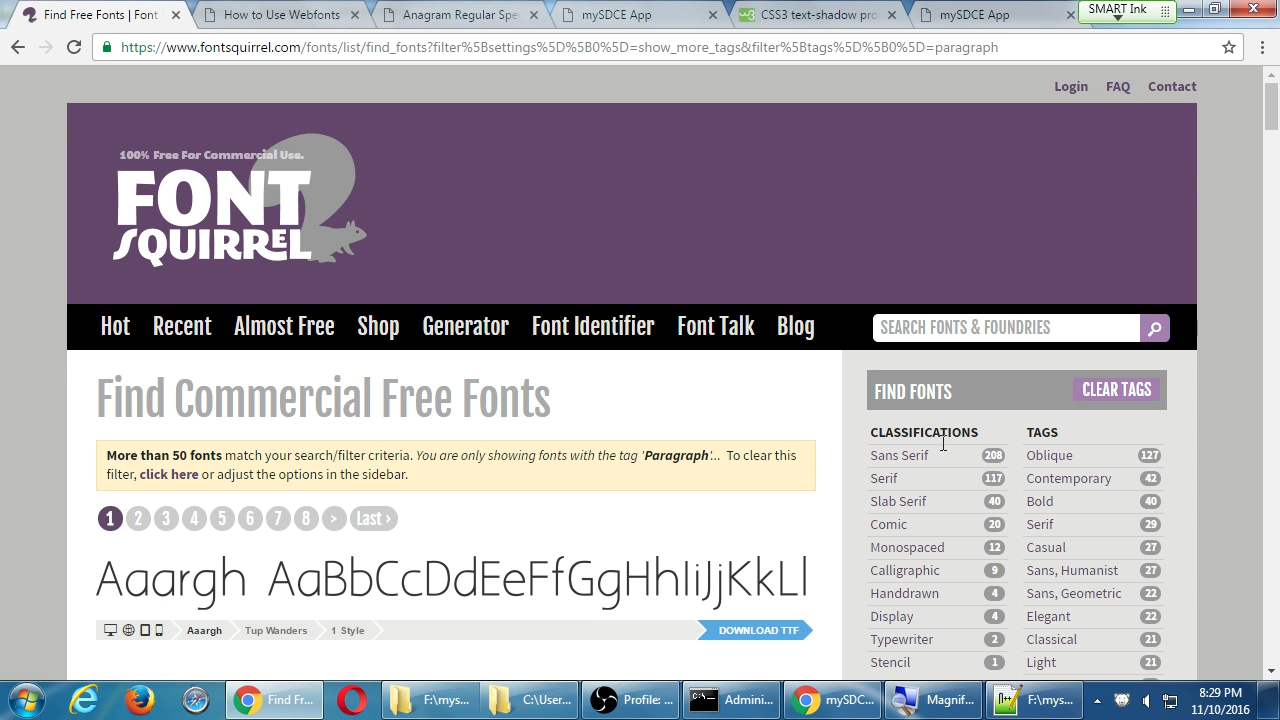 Find Free Fonts | Font
How to Use Webfonts
Anagram Regular Spec
mySDCE App
CSS3 text-shadow pro
mySDCE App
SMART Ink
https://www.fontsquirrel.com/fonts/list/find_fonts?filter%5Bsettings%5D%5B0%5D=show_more_tags&filter%5Btags%5D%5B0%5D=paragraph
Login FAQ Contact
100% Free For Commercial Use.
FONT
SQUIRREL
Hot Recent Almost Free Shop Generator Font Identifier Font Talk Blog
SEARCH FONTS & FOUNDRIES
Find Commercial Free Fonts
More than 50 fonts match your search/filter criteria. You are only showing fonts with the tag 'Paragraph'... To clear this
filter, click here or adjust the options in the sidebar.
1 2 3 4 5 6 7 8 > Last ›
Aaargh AaBbCcDdEeFfGgHhIiJjKkLl
Aaargh Tup Wanders 1 Style DOWNLOAD TTF
FIND FONTS CLEAR TAGS
CLASSIFICATIONS
Sans Serif 208
Serif 117
Slab Serif 40
Comic 20
Monospaced 12
Calligraphic 9
Handdrawn 4
Display 4
Typewriter 2
Stencil 1
TAGS
Oblique 127
Contemporary 42
Bold 40
Serif 29
Casual 27
Sans, Humanist 27
Sans, Geometric 22
Elegant 22
Classical 21
Light 21
Find Fr... F:\mys... C:\User... Profile: ... Admini... mySDC... Magnif... F:\mys...
8:29 PM
11/10/2016